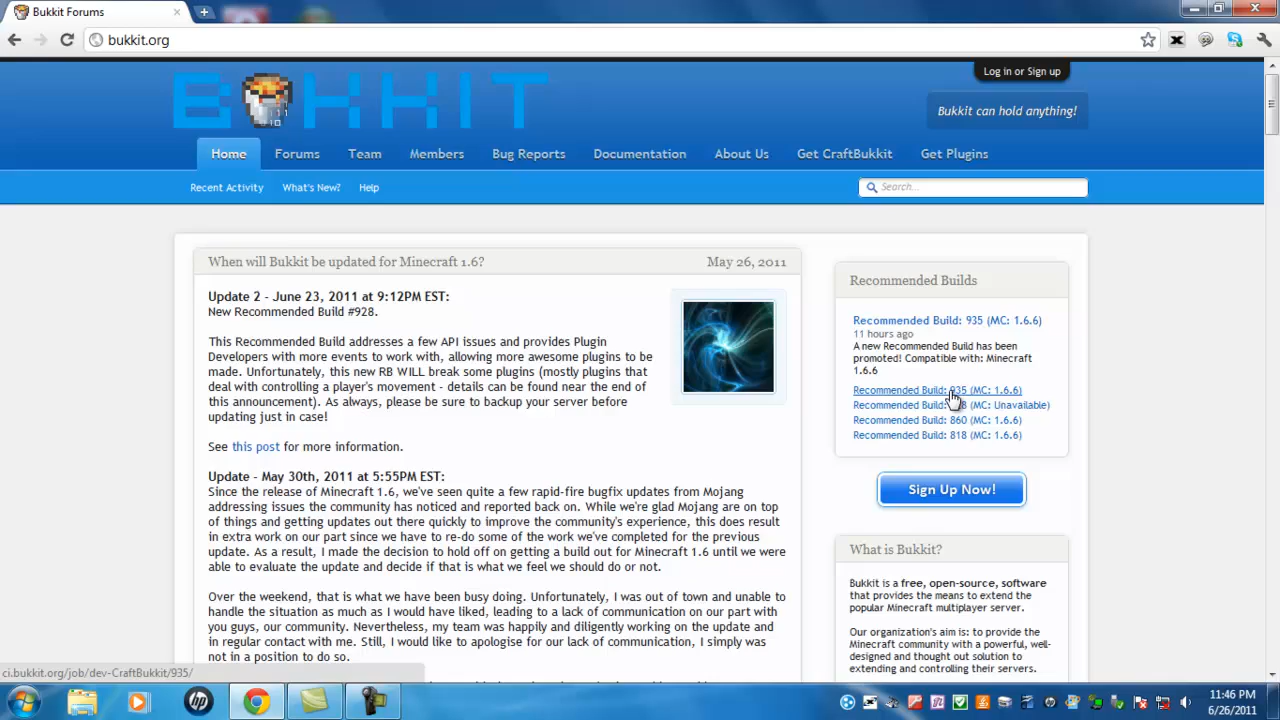 Bukkit Forums
bukkit.org
Log in or Sign up
BUKKIT
Bukkit can hold anything!
Home Forums Team Members Bug Reports Documentation About Us Get CraftBukkit Get Plugins
Recent Activity What's New? Help
Search...
When will Bukkit be updated for Minecraft 1.6? May 26, 2011
Update 2 - June 23, 2011 at 9:12PM EST:
New Recommended Build #928.
This Recommended Build addresses a few API issues and provides Plugin
Developers with more events to work with, allowing more awesome plugins to be
made. Unfortunately, this new RB WILL break some plugins (mostly plugins that
deal with controlling a player's movement - details can be found near the end of
this announcement). As always, please be sure to backup your server before
updating just in case!
See this post for more information.
Update - May 30th, 2011 at 5:55PM EST:
Since the release of Minecraft 1.6, we've seen quite a few rapid-fire bugfix updates from Mojang
addressing issues the community has noticed and reported back on. While we're glad Mojang are on top
of things and getting updates out there quickly to improve the community's experience, this does result
in extra work on our part since we have to re-do some of the work we've completed for the previous
update. As a result, I made the decision to hold off on getting a build out for Minecraft 1.6 until we were
able to evaluate the update and decide if that is what we feel we should do or not.
Over the weekend, that is what we have been busy doing. Unfortunately, I was out of town and unable to
handle the situation as much as I would have liked, leading to a lack of communication on our part with
you guys, our community. Nevertheless, my team was happily and diligently working on the update and
in regular contact with me. Still, I would like to apologise for our lack of communication, I simply was
not in a position to do so.
Recommended Builds
Recommended Build: 935 (MC: 1.6.6)
11 hours ago
A new Recommended Build has been
promoted! Compatible with: Minecraft
1.6.6
Recommended Build: 935 (MC: 1.6.6)
Recommended Build: (MC: Unavailable)
Recommended Build: 860 (MC: 1.6.6)
Recommended Build: 818 (MC: 1.6.6)
Sign Up Now!
What is Bukkit?
Bukkit is a free, open-source, software
that provides the means to extend the
popular Minecraft multiplayer server.
Our organization's aim is: to provide the
Minecraft community with a powerful, well-
designed and thought out solution to
extending and correcting their servers.
ci.bukkit.org/job/dev-CraftBukkit/935/
hp
11:46 PM
6/26/2011